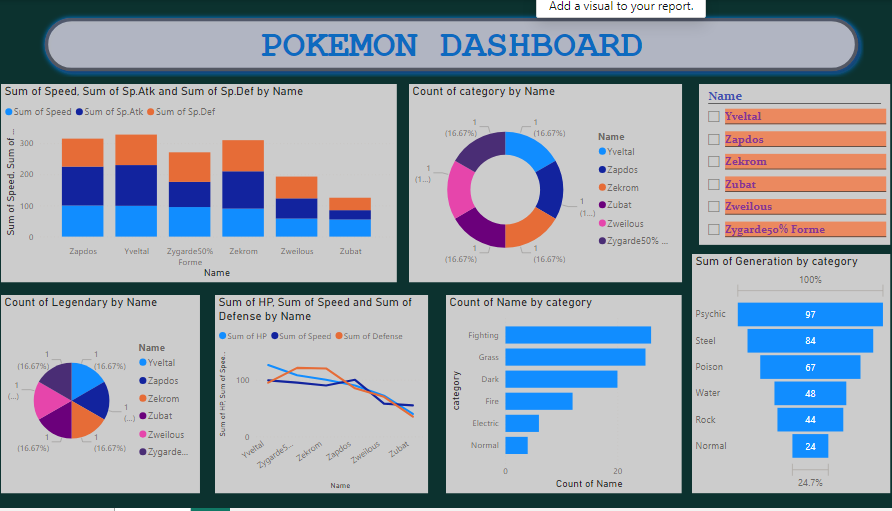 Add a visual to your report.
POKEMON DASHBOARD
Sum of Speed, Sum of Sp.Atk and Sum of Sp.Def by Name
Sum of Speed Sum of Sp.Atk Sum of Sp.Def
Sum of Speed, Sum of ...
300
200
100
0
Zapdos Yveltal Zygarde50% Forme Zekrom Zweilous Zubat
Name
Count of category by Name
1 (16.67%)
1 (16.67%)
1 (1...)
1 (1...)
1 (16.67%)
1 (16.67%)
Name
Yveltal
Zapdos
Zekrom
Zubat
Zweilous
Zygarde50% ...
Name
Yveltal
Zapdos
Zekrom
Zubat
Zweilous
Zygarde50% Forme
Count of Legendary by Name
1 (16.67%)
1 (16.67%)
1 (...)
1 (...)
1 (16.67%)
1 (16.67%)
Name
Yveltal
Zapdos
Zekrom
Zubat
Zweilous
Zygarde...
Sum of HP, Sum of Speed and Sum of
Defense by Name
Sum of HP Sum of Speed Sum of Defense
Sum of HP, Sum of Spee...
100
0
Yveltal Zygarde5... Zekrom Zapdos Zweilous Zubat
Name
Count of Name by category
category
Fighting
Grass
Dark
Fire
Electric
Normal
0 20
Count of Name
Sum of Generation by category
100%
Psychic 97
Steel 84
Poison 67
Water 48
Rock 44
Normal 24
24.7%